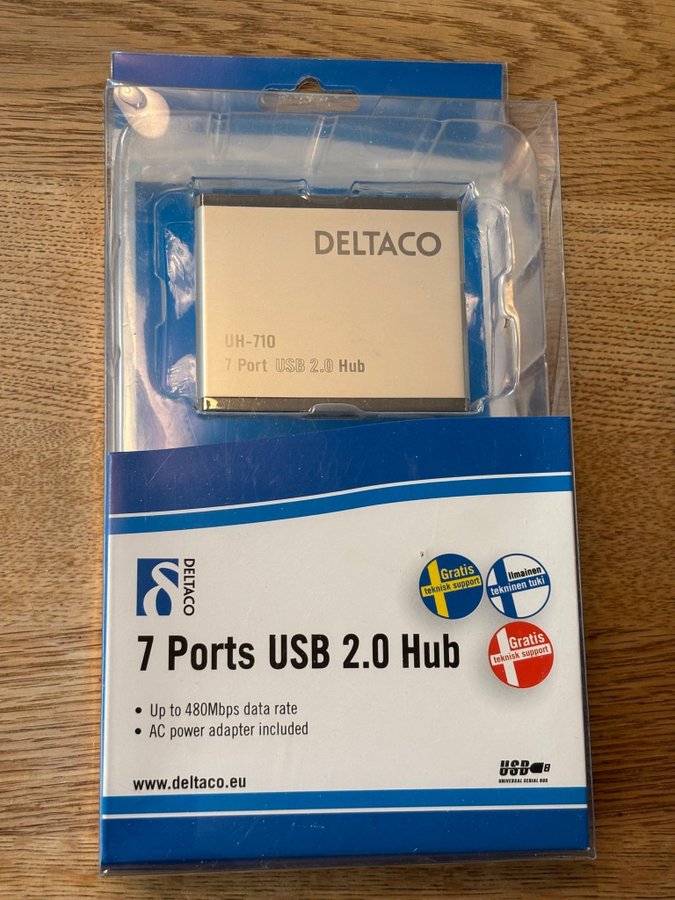 DELTACO
UH-710
7 Port USB 2.0 Hub
DELTACO
Gratis
teknisk support
Ilmainen
tekninen tuki
Gratis
teknisk support
7 Ports USB 2.0 Hub
• Up to 480Mbps data rate
• AC power adapter included
www.deltaco.eu
USB
UNIVERSAL SERIAL BUS